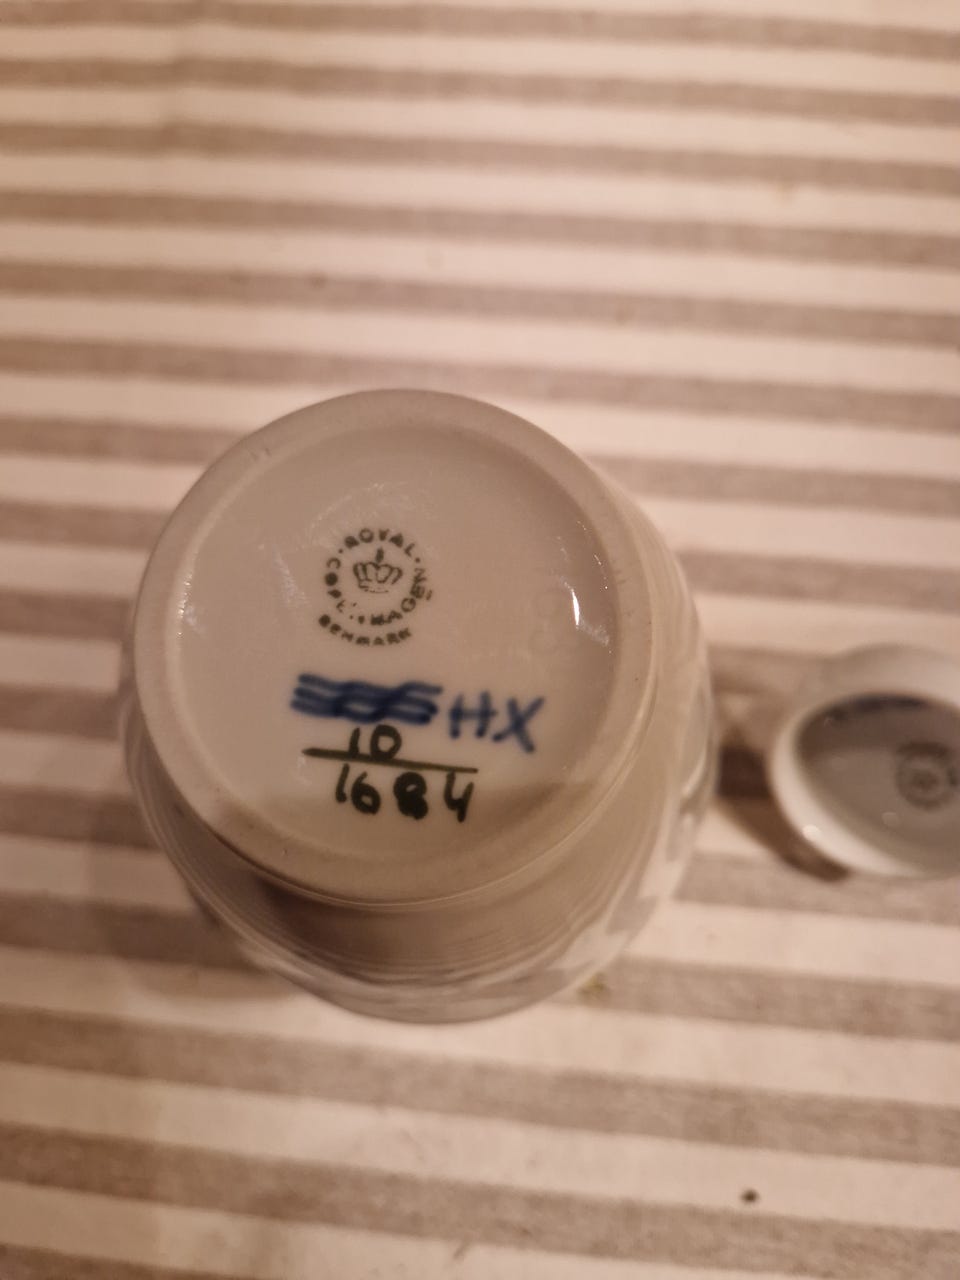 ROYAL
COPENHAGEN
DENMARK
HX
10
1684